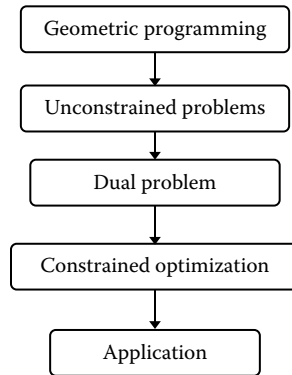 Geometric programming
Unconstrained problems
Dual problem
Constrained optimization
Application